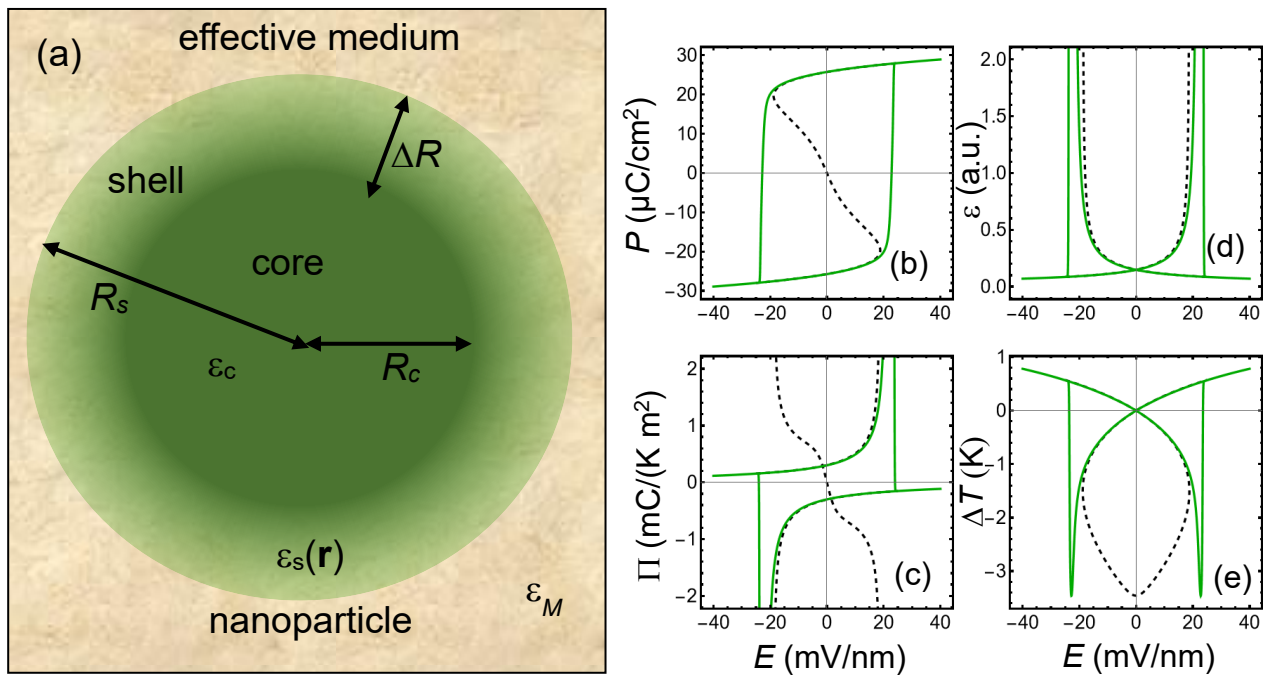 (a)
effective medium
shell
ΔR
core
R_s
R_c
ε_c
ε_s(r)
ε_M
nanoparticle
P (μC/cm²)
30
20
10
0
−10
−20
−30
−40 −20 0 20 40
(b)
ε (a.u.)
2.0
1.5
1.0
0.5
0.0
−40 −20 0 20 40
(d)
Π (mC/(K m²)
2
1
0
−1
−2
−40 −20 0 20 40
(c)
E (mV/nm)
ΔT (K)
1
0
−1
−2
−3
−40 −20 0 20 40
(e)
E (mV/nm)